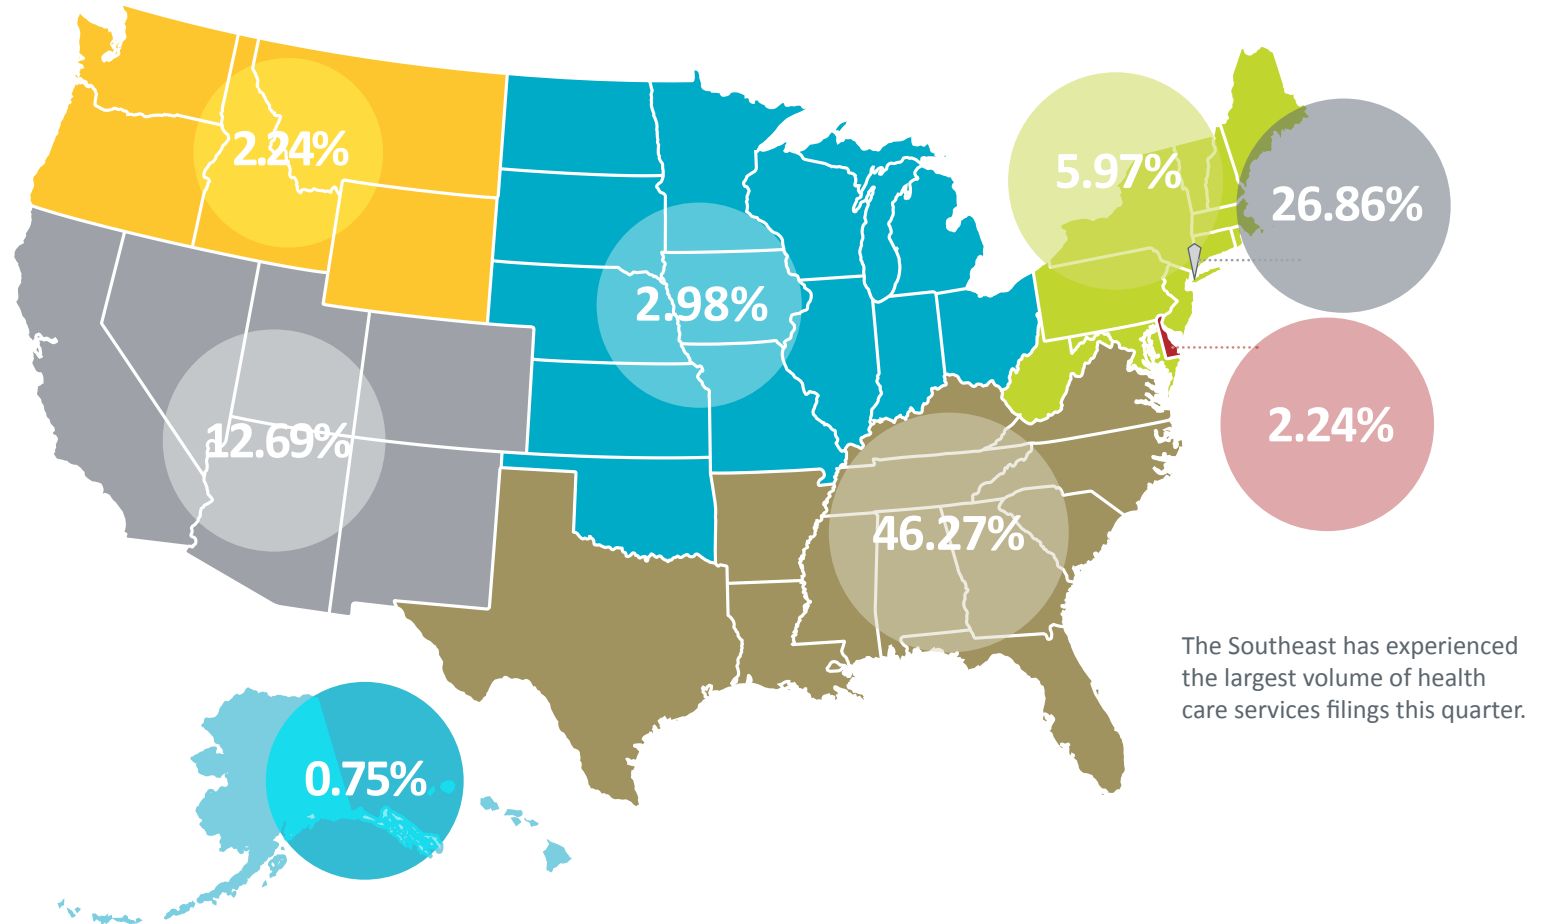 2.24%
5.97%
26.86%
2.98%
12.69%
2.24%
46.27%
The Southeast has experienced
the largest volume of health
care services filings this quarter.
0.75%